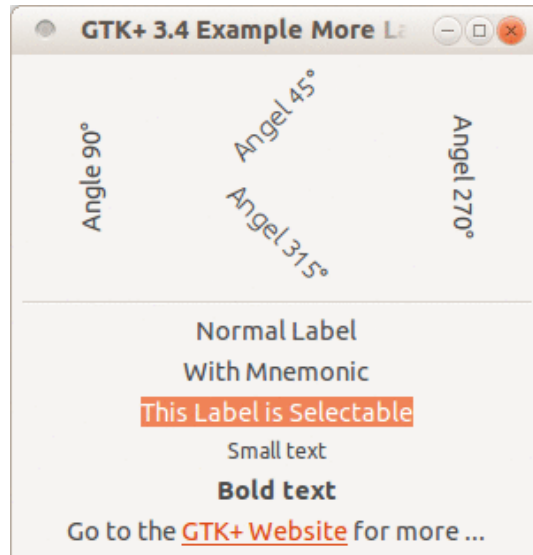 GTK+ 3.4 Example More La
Angle 90°
Angel 45°
Angel 315°
Angel 270°
Normal Label
With Mnemonic
This Label is Selectable
Small text
Bold text
Go to the GTK+ Website for more ...